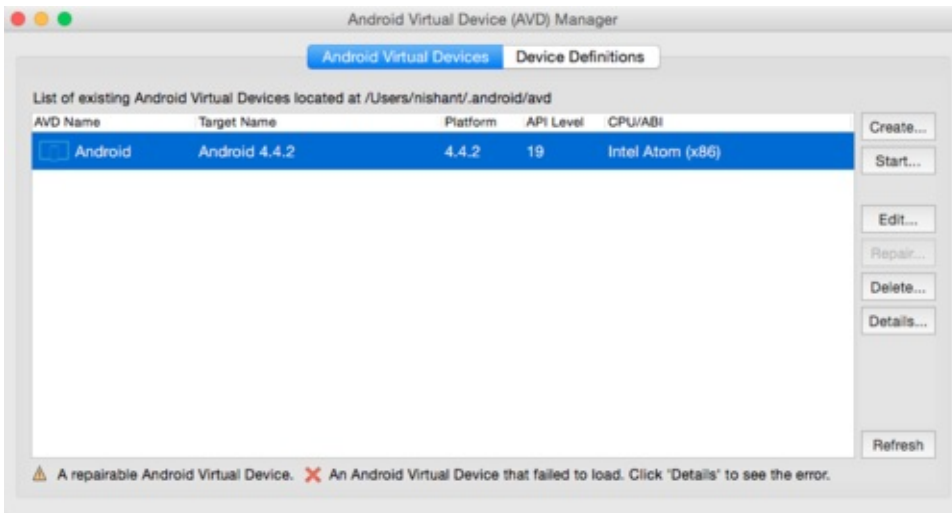 Android Virtual Device (AVD) Manager
Android Virtual Devices Device Definitions
List of existing Android Virtual Devices located at /Users/nishant/.android/avd
AVD Name Target Name Platform API Level CPU/ABI
Android Android 4.4.2 4.4.2 19 Intel Atom (x86)
Create...
Start...
Edit...
Repair...
Delete...
Details...
Refresh
A repairable Android Virtual Device. An Android Virtual Device that failed to load. Click 'Details' to see the error.